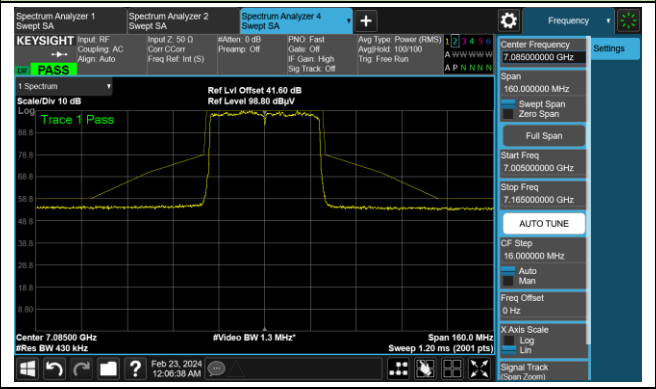 Spectrum Analyzer 1
Swept SA
Spectrum Analyzer 2
Swept SA
Spectrum Analyzer 4
Swept SA
+
Frequency
KEYSIGHT
Input: RF
Coupling: AC
Align: Auto
Input Z: 50 Ω
Corr CCorr
Freq Ref: Int (S)
#Atten: 0 dB
Preamp: Off
PNO: Fast
Gate: Off
IF Gain: High
Sig Track: Off
Avg Type: Power (RMS)
Avg|Hold: 100/100
Trig: Free Run
1 2 3 4 5 6
A W W W W W
A P N N N N
LXI PASS
1 Spectrum
Scale/Div 10 dB
Ref Lvl Offset 41.60 dB
Ref Level 98.80 dBµV
Log
Trace 1 Pass
88.8
78.8
68.8
58.8
48.8
38.8
28.8
18.8
8.80
Center 7.08500 GHz
#Res BW 430 kHz
#Video BW 1.3 MHz*
Span 160.0 MHz
Sweep 1.20 ms (2001 pts)
Center Frequency
7.085000000 GHz
Settings
Span
160.000000 MHz
Swept Span
Zero Span
Full Span
Start Freq
7.005000000 GHz
Stop Freq
7.165000000 GHz
AUTO TUNE
CF Step
16.000000 MHz
Auto
Man
Freq Offset
0 Hz
X Axis Scale
Log
Lin
Signal Track
(Span Zoom)
?
Feb 23, 2024
12:06:38 AM